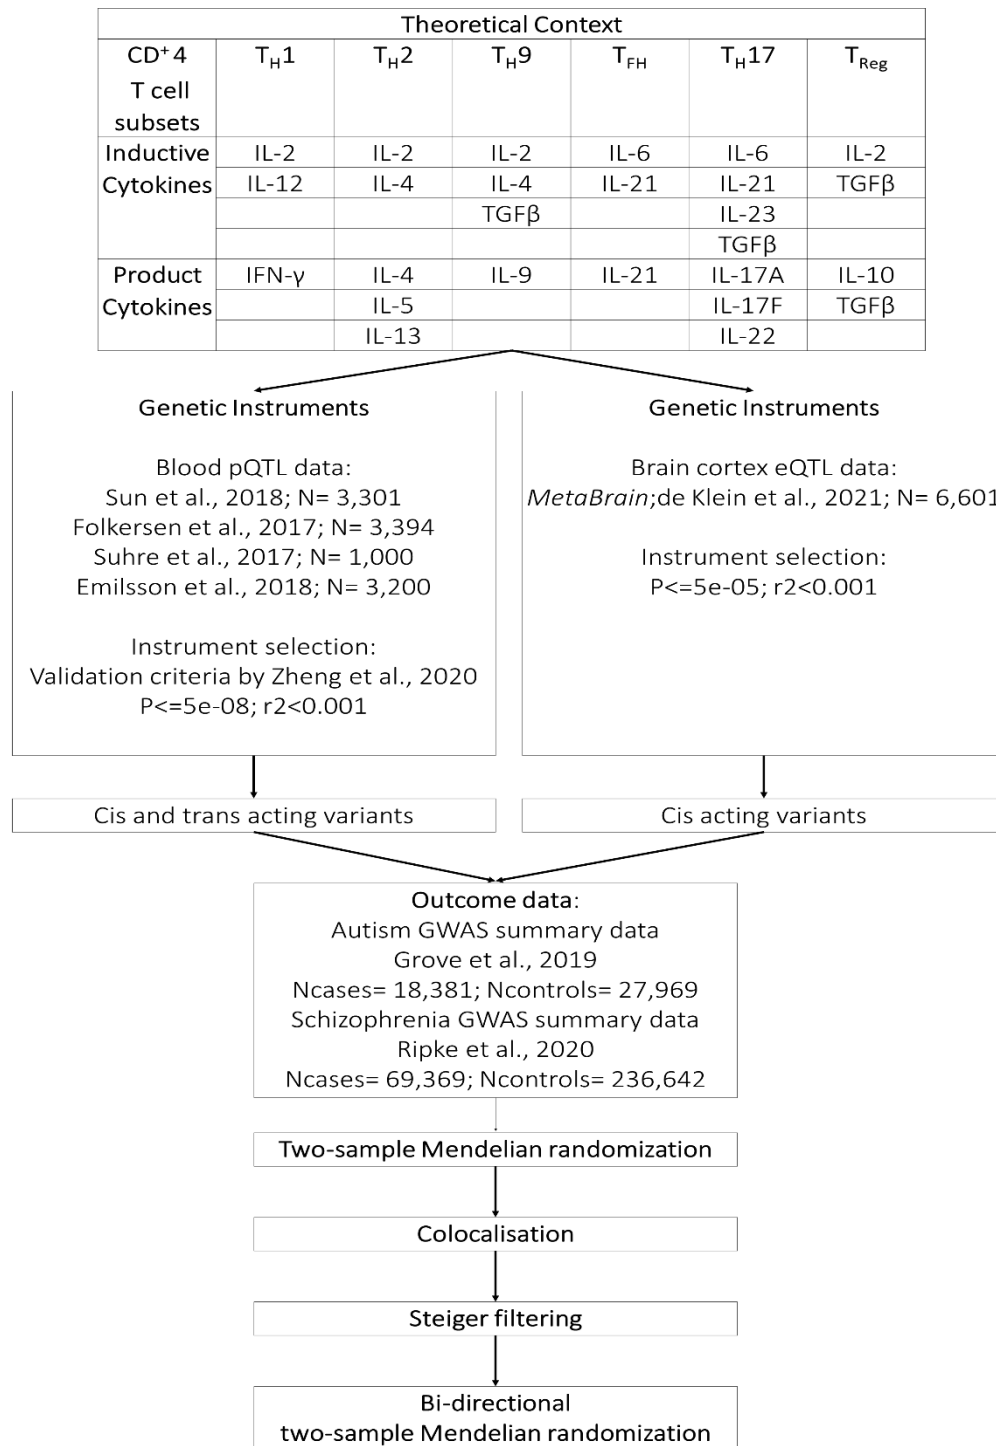 Theoretical Context
CD⁺4 T cell subsets TH1 TH2 TH9 TFH TH17 TReg
Inductive Cytokines IL-2 IL-2 IL-2 IL-6 IL-6 IL-2
IL-12 IL-4 IL-4 IL-21 IL-21 TGFβ
TGFβ IL-23
TGFβ
Product Cytokines IFN-γ IL-4 IL-9 IL-21 IL-17A IL-10
IL-5 IL-17F TGFβ
IL-13 IL-22
Genetic Instruments
Blood pQTL data:
Sun et al., 2018; N= 3,301
Folkersen et al., 2017; N= 3,394
Suhre et al., 2017; N= 1,000
Emilsson et al., 2018; N= 3,200
Instrument selection:
Validation criteria by Zheng et al., 2020
P<=5e-08; r2<0.001
Genetic Instruments
Brain cortex eQTL data:
MetaBrain;de Klein et al., 2021; N= 6,601
Instrument selection:
P<=5e-05; r2<0.001
Cis and trans acting variants
Cis acting variants
Outcome data:
Autism GWAS summary data
Grove et al., 2019
Ncases= 18,381; Ncontrols= 27,969
Schizophrenia GWAS summary data
Ripke et al., 2020
Ncases= 69,369; Ncontrols= 236,642
Two-sample Mendelian randomization
Colocalisation
Steiger filtering
Bi-directional
two-sample Mendelian randomization